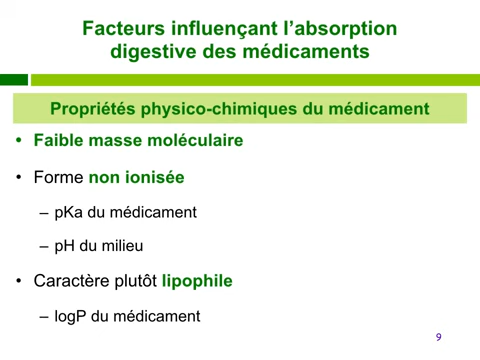 Facteurs influençant l’absorption
digestive des médicaments
Propriétés physico-chimiques du médicament
• Faible masse moléculaire
• Forme non ionisée
– pKa du médicament
– pH du milieu
• Caractère plutôt lipophile
– logP du médicament
9